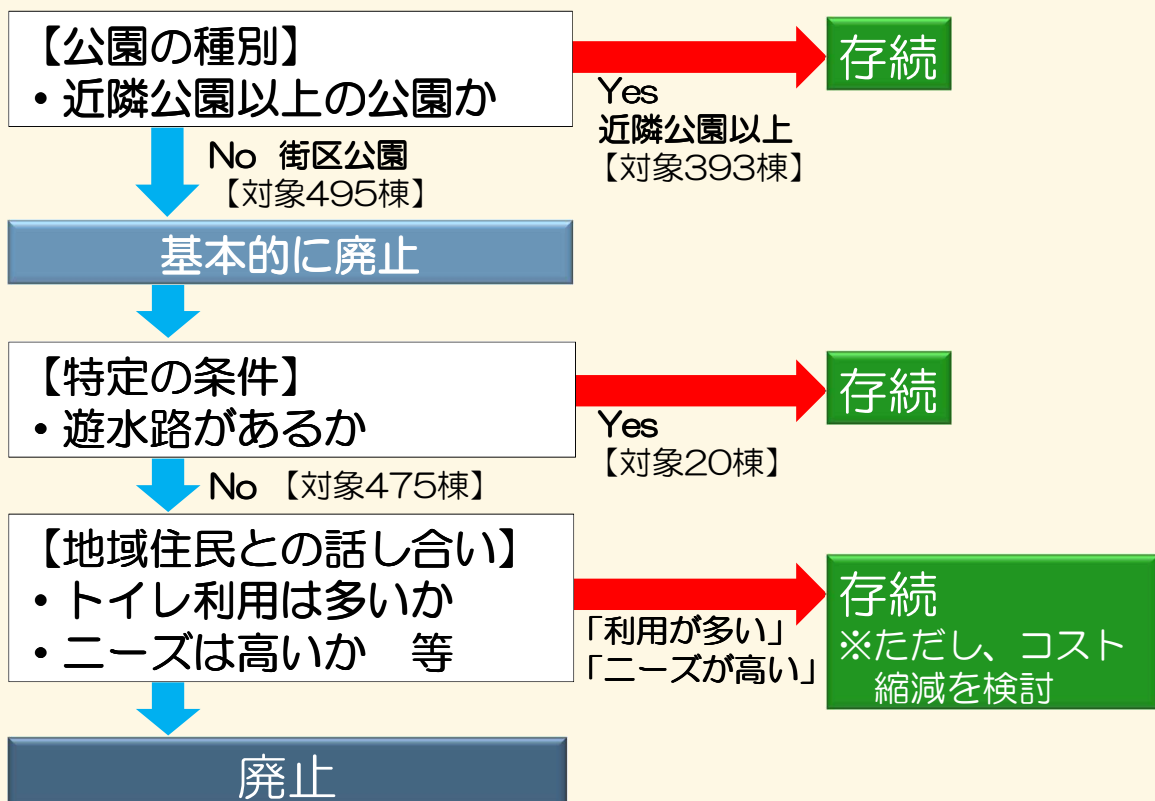 【公園の種別】
・近隣公園以上の公園か
存続
Yes
近隣公園以上
【対象393棟】
No 街区公園
【対象495棟】
基本的に廃止
【特定の条件】
・遊水路があるか
存続
Yes
【対象20棟】
No 【対象475棟】
【地域住民との話し合い】
・トイレ利用は多いか
・ニーズは高いか　等
「利用が多い」
「ニーズが高い」
存続
※ただし、コスト
縮減を検討
廃止